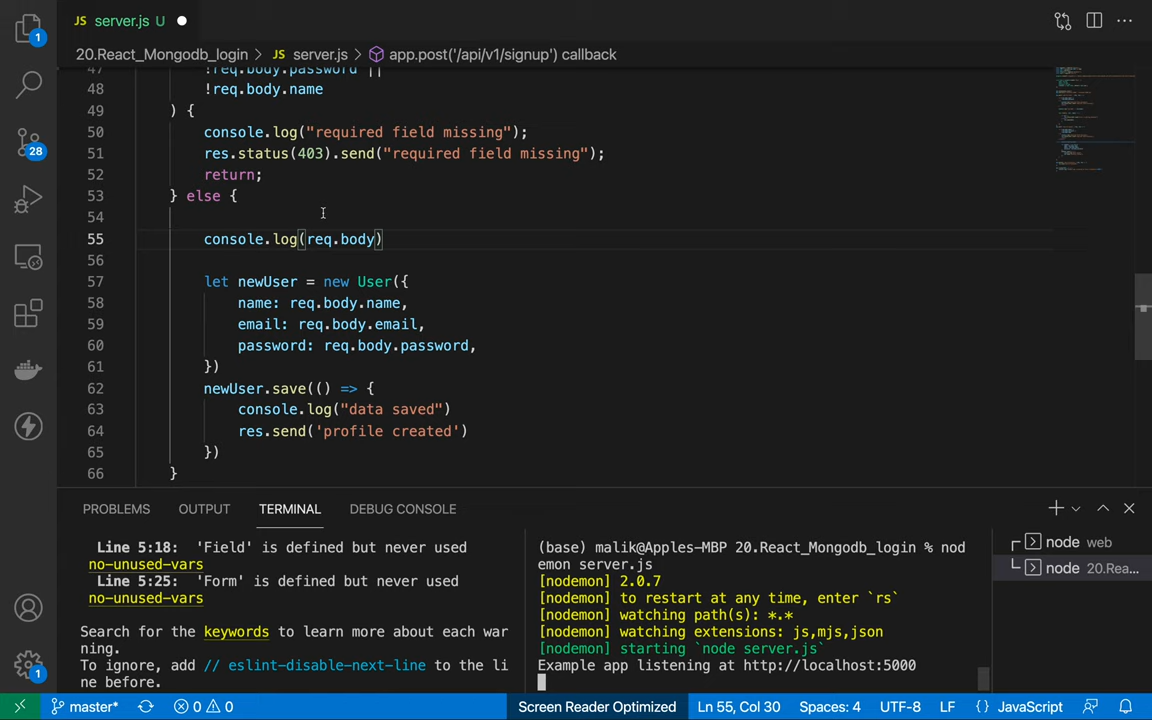 JS server.js U
20.React_Mongodb_login > JS server.js > app.post('/api/v1/signup') callback
47 !req.body.password ||
48 !req.body.name
49 ) {
50 console.log("required field missing");
51 res.status(403).send("required field missing");
52 return;
53 } else {
54
55 console.log(req.body)
56
57 let newUser = new User({
58 name: req.body.name,
59 email: req.body.email,
60 password: req.body.password,
61 })
62 newUser.save(() => {
63 console.log("data saved")
64 res.send('profile created')
65 })
66 }
1
28
1
PROBLEMS OUTPUT TERMINAL DEBUG CONSOLE
Line 5:18: 'Field' is defined but never used
no-unused-vars
Line 5:25: 'Form' is defined but never used
no-unused-vars
Search for the keywords to learn more about each war
ning.
To ignore, add // eslint-disable-next-line to the li
ne before.
(base) malik@Apples-MBP 20.React_Mongodb_login % nod
emon server.js
[nodemon] 2.0.7
[nodemon] to restart at any time, enter `rs`
[nodemon] watching path(s): *.*
[nodemon] watching extensions: js,mjs,json
[nodemon] starting `node server.js`
Example app listening at http://localhost:5000
node web
node 20.Rea...
master* 0 0 Screen Reader Optimized Ln 55, Col 30 Spaces: 4 UTF-8 LF {} JavaScript